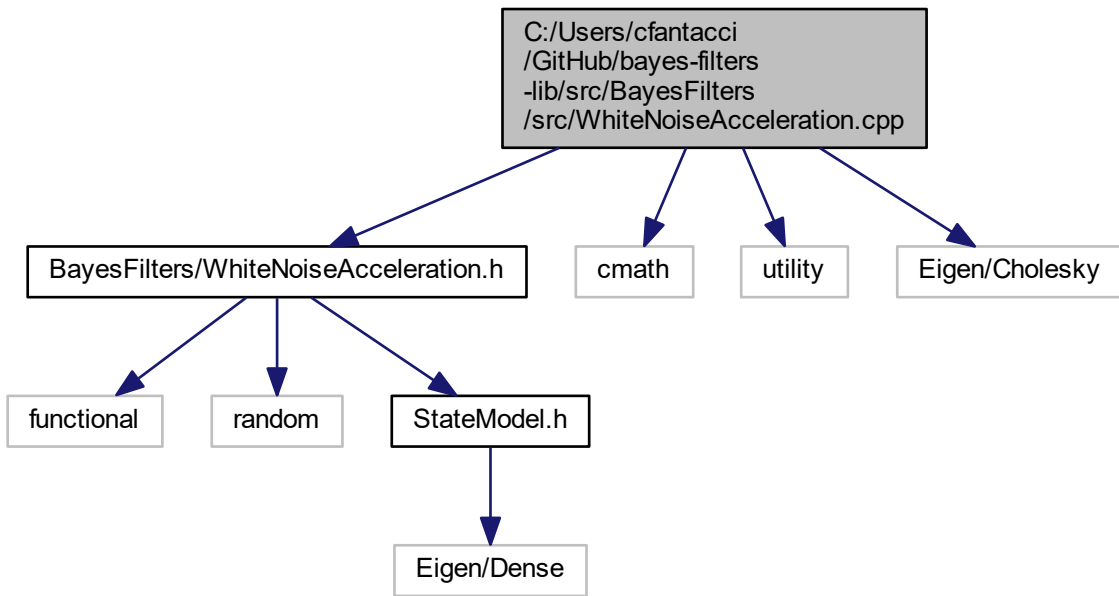 C:/Users/cfantacci
/GitHub/bayes-filters
-lib/src/BayesFilters
/src/WhiteNoiseAcceleration.cpp
BayesFilters/WhiteNoiseAcceleration.h
cmath
utility
Eigen/Cholesky
functional
random
StateModel.h
Eigen/Dense